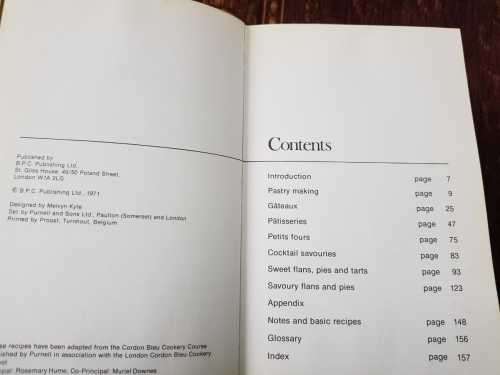 Published by
B.P.C. Publishing Ltd.,
St. Giles House, 49/50 Poland Street,
London W1A 2LG
© B.P.C. Publishing Ltd., 1971
Designed by Melvyn Kyte
Set by Purnell and Sons Ltd., Paulton (Somerset) and London
Printed by Proost, Turnhout, Belgium
recipes have been adapted from the Cordon Bleu Cookery Course
by Purnell in association with the London Cordon Bleu Cookery
Rosemary Hume; Co-Principal: Muriel Downes
Contents
Introduction page 7
Pastry making page 9
Gâteaux page 25
Pâtisseries page 47
Petits fours page 75
Cocktail savouries page 83
Sweet flans, pies and tarts page 93
Savoury flans and pies page 123
Appendix
Notes and basic recipes page 148
Glossary page 156
Index page 157